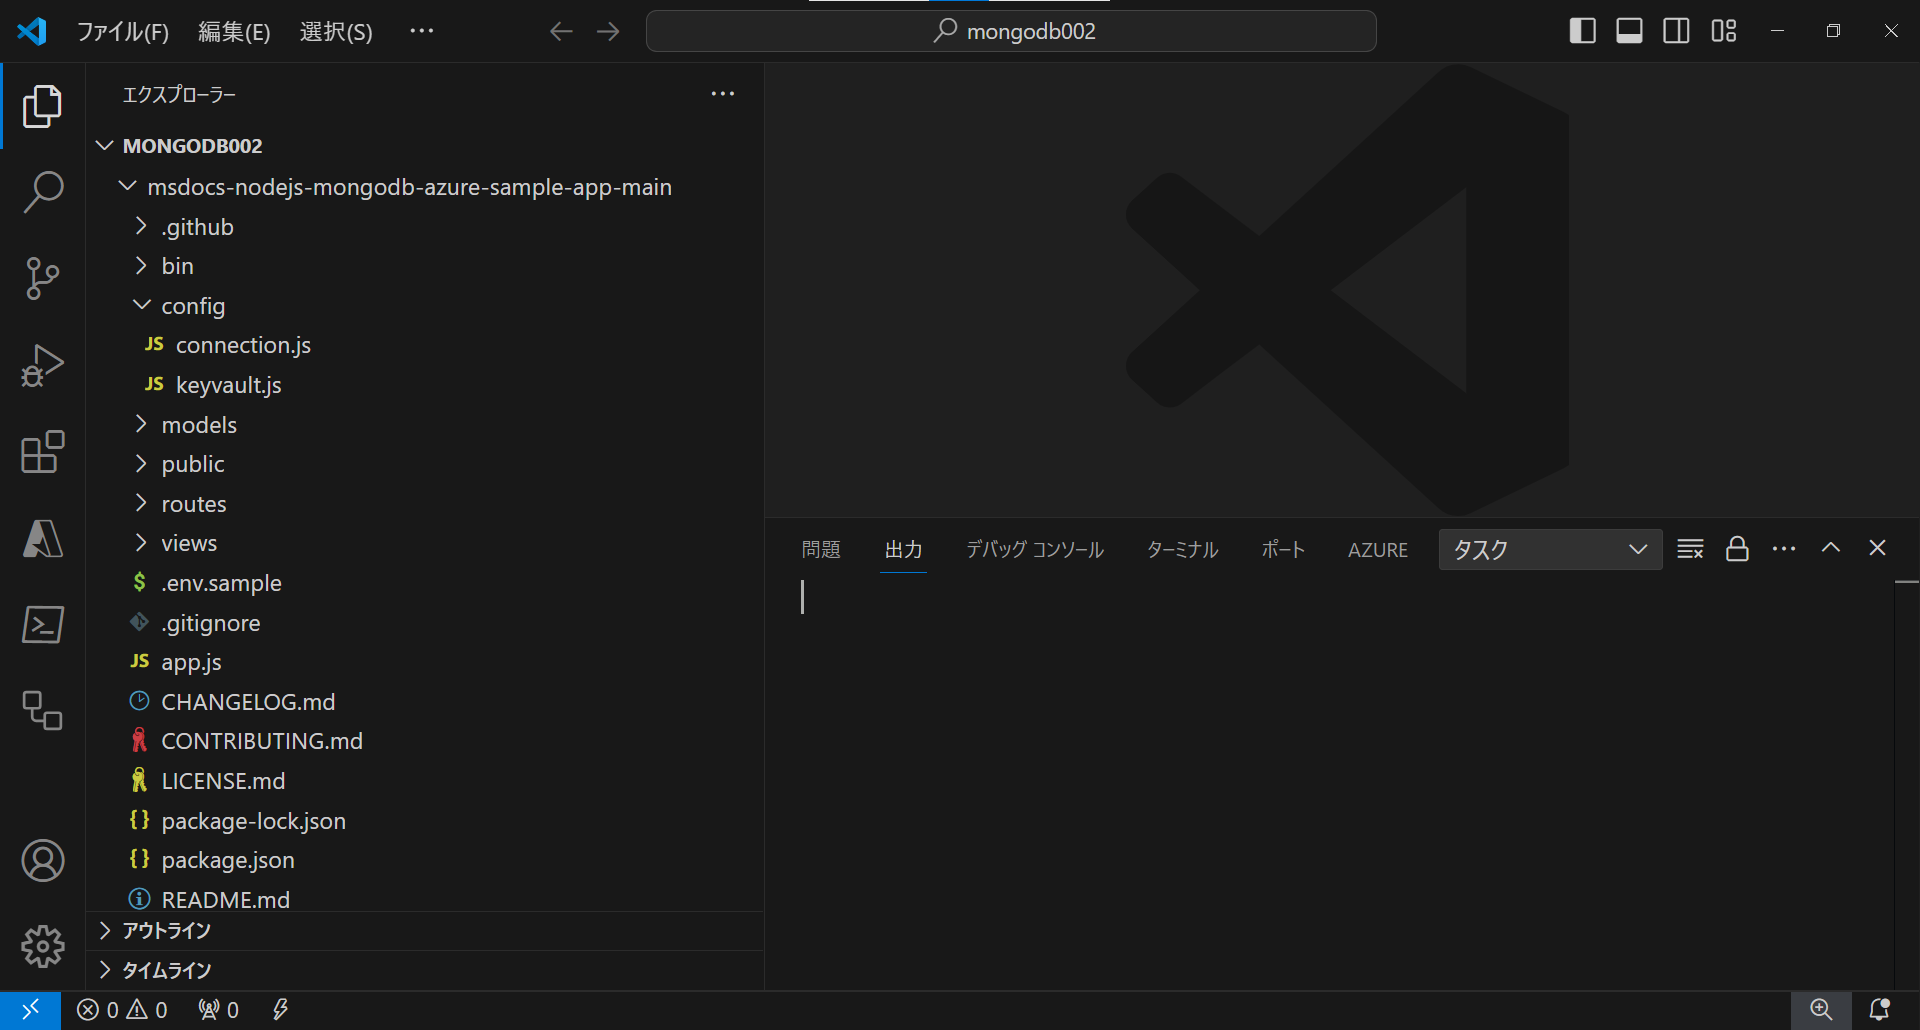 ファイル(F) 編集(E) 選択(S) ··· mongodb002
エクスプローラー ···
MONGODB002
msdocs-nodejs-mongodb-azure-sample-app-main
.github
bin
config
JS connection.js
JS keyvault.js
models
public
routes
views
$ .env.sample
.gitignore
JS app.js
CHANGELOG.md
CONTRIBUTING.md
LICENSE.md
{} package-lock.json
{} package.json
README.md
アウトライン
タイムライン
問題 出力 デバッグ コンソール ターミナル ポート AZURE タスク ···
0 0 0